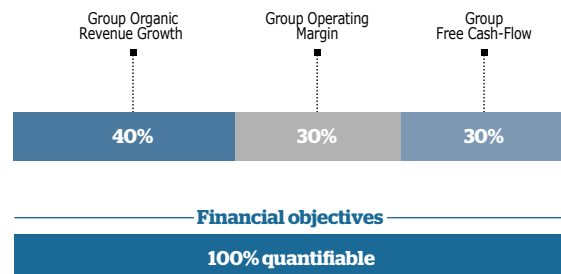 Group Organic
Revenue Growth
Group Operating
Margin
Group
Free Cash-Flow
40%
30%
30%
Financial objectives
100% quantifiable